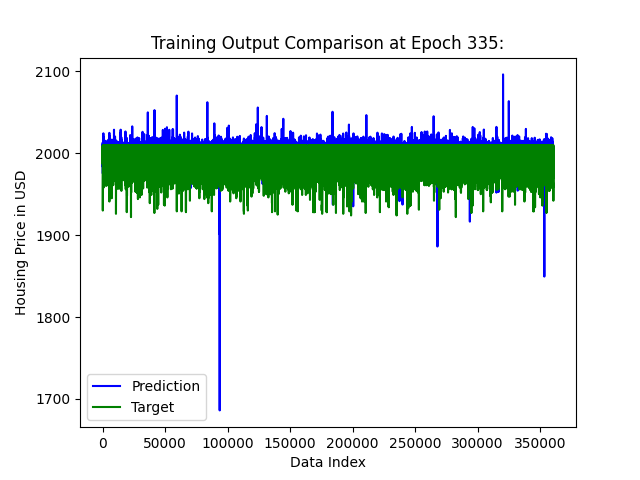 Training Output Comparison at Epoch 335:
Housing Price in USD
2100
2000
1900
1800
1700
Prediction
Target
0 50000 100000 150000 200000 250000 300000 350000
Data Index